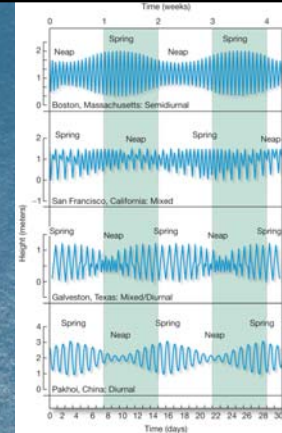 Time (weeks)
0 1 2 3 4
Spring Spring
Neap Neap
2
1
0
Boston, Massachusetts: Semidiurnal
Spring Neap Spring Neap
2
1
0
−1
San Francisco, California: Mixed
Spring Neap Spring Neap Spring
1
0
Galveston, Texas: Mixed/Diurnal
Spring Neap Spring Neap
4
3
2
1
0
Pakhoi, China: Diurnal
Height (meters)
0 2 4 6 8 10 12 14 16 18 20 22 24 26 28 30
Time (days)